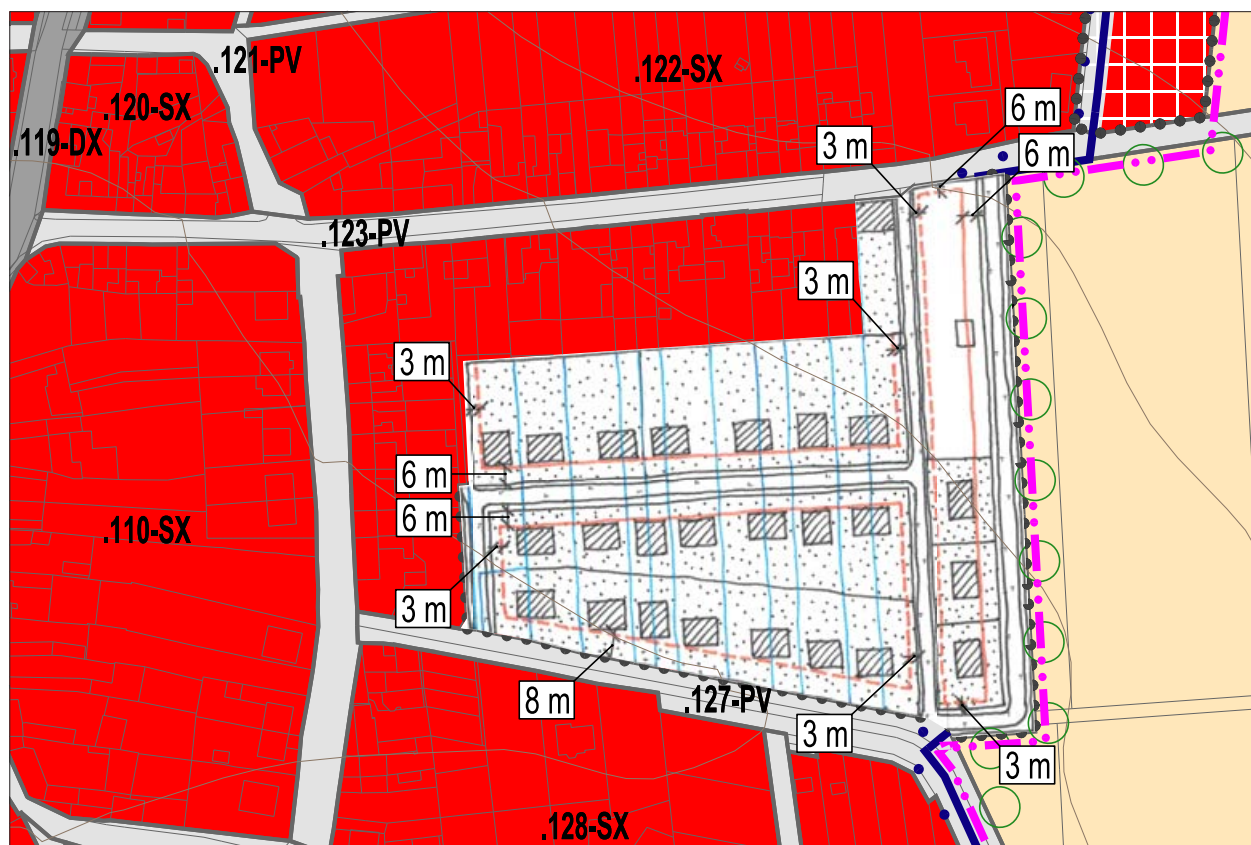 .121-PV
.122-SX
.120-SX
6 m
.119-DX
3 m
6 m
.123-PV
3 m
3 m
6 m
6 m
.110-SX
3 m
8 m
.127-PV
3 m
3 m
.128-SX